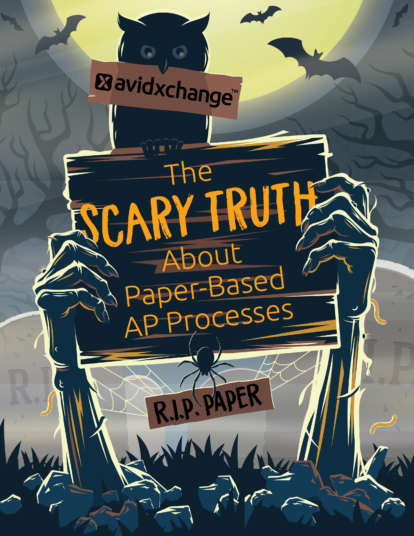 avidxchange™
The
SCARY TRUTH
About
Paper-Based
AP Processes
R.I.P. PAPER
R.I.P.
R.I.P.